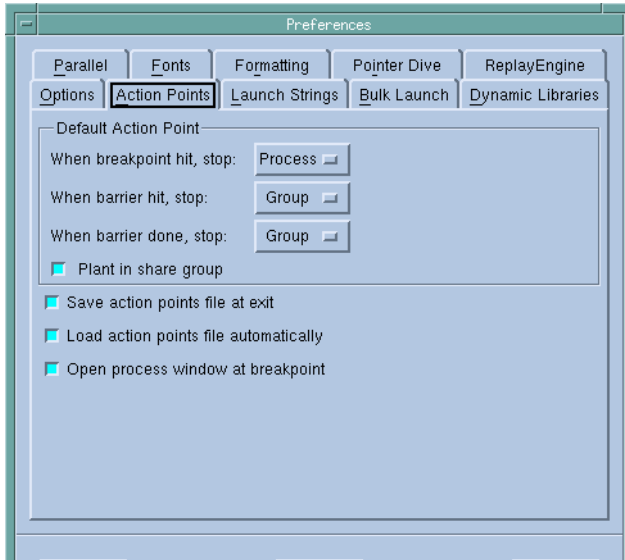 Preferences
Parallel Fonts Formatting Pointer Dive ReplayEngine
Options Action Points Launch Strings Bulk Launch Dynamic Libraries
Default Action Point
When breakpoint hit, stop: Process
When barrier hit, stop: Group
When barrier done, stop: Group
Plant in share group
Save action points file at exit
Load action points file automatically
Open process window at breakpoint